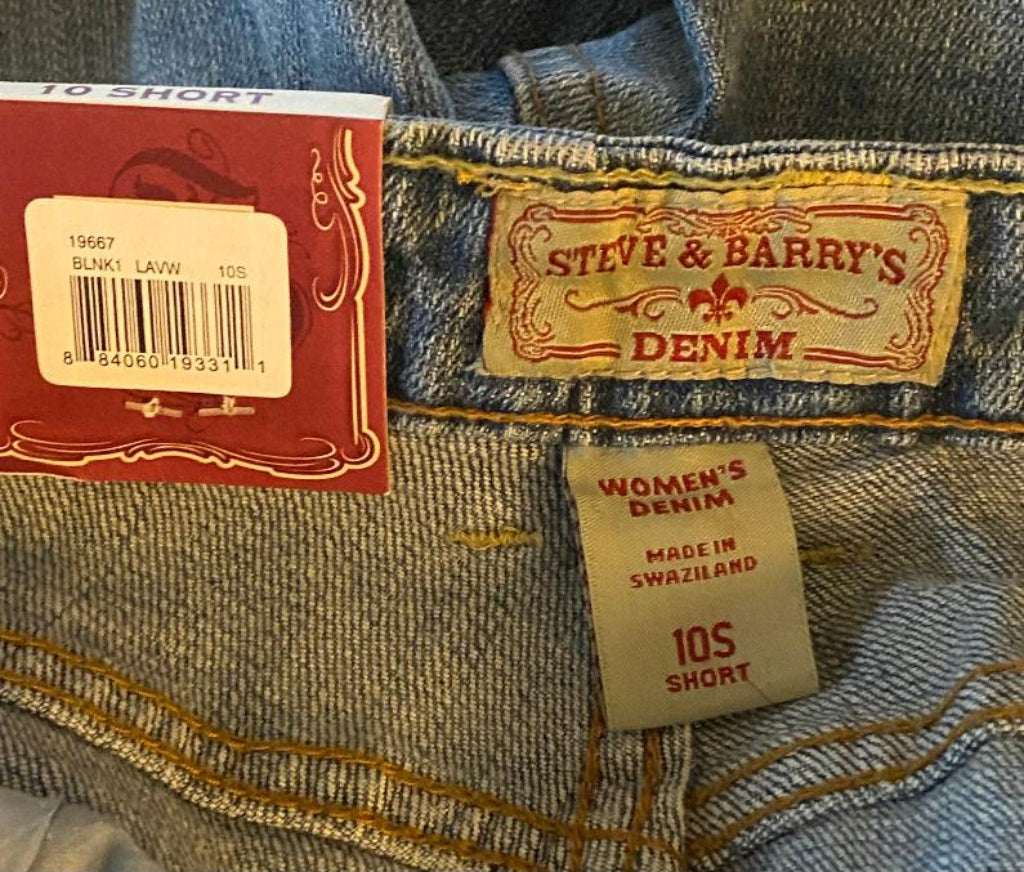 10 SHORT
19667
BLNK1 LAVW 10S
8 84060 19331 1
STEVE & BARRY'S
DENIM
WOMEN'S
DENIM
MADE IN
SWAZILAND
10S
SHORT